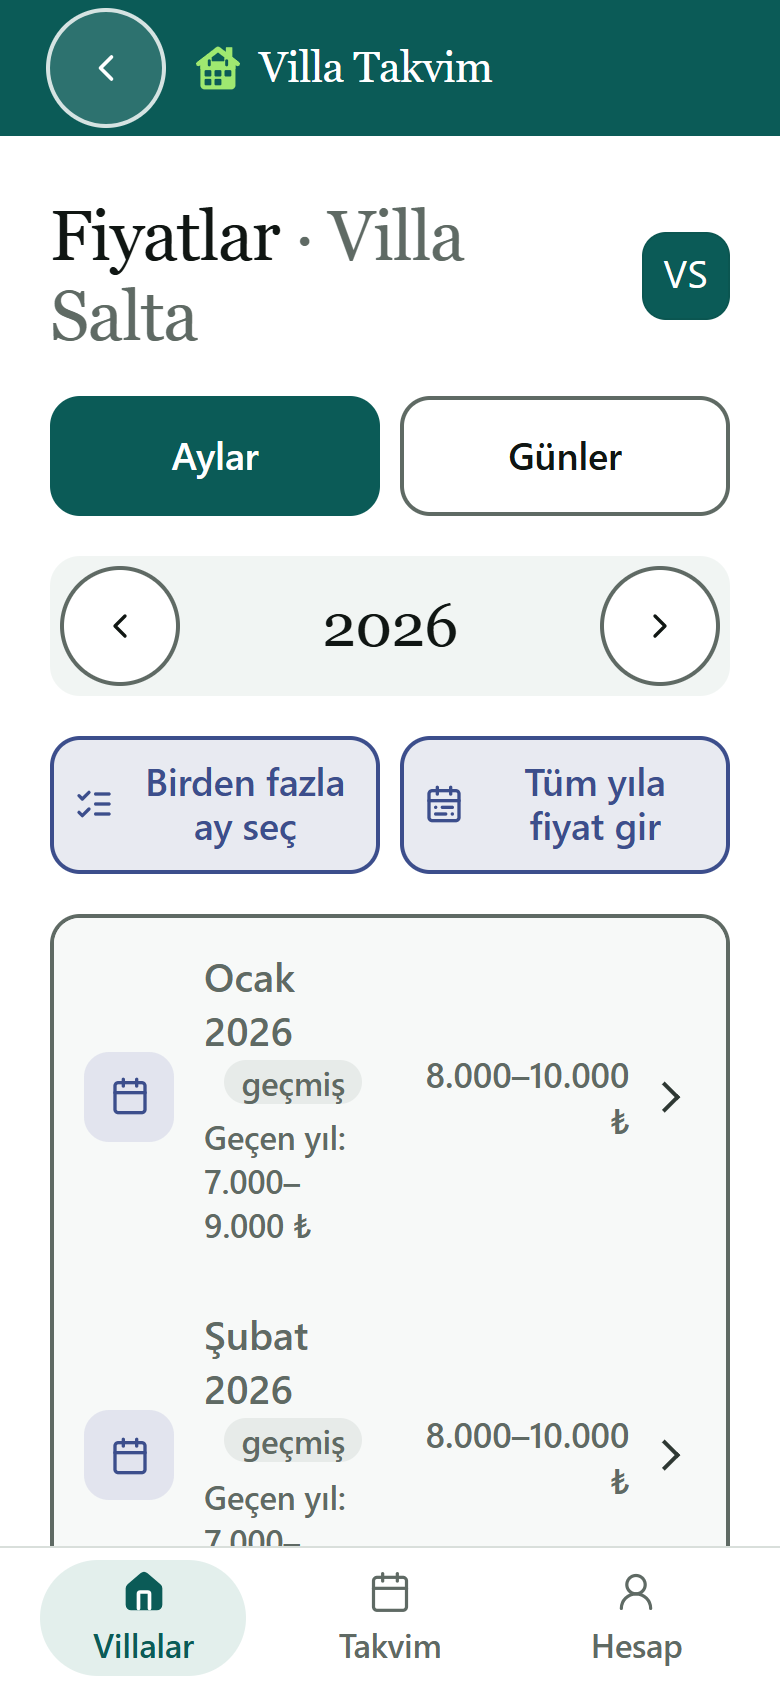 Villa Takvim
Fiyatlar · Villa
Salta
VS
Aylar
Günler
2026
Birden fazla
ay seç
Tüm yıla
fiyat gir
Ocak
2026
geçmiş
Geçen yıl:
7.000–
9.000 ₺
8.000–10.000
₺
Şubat
2026
geçmiş
Geçen yıl:
7.000–
8.000–10.000
₺
Villalar
Takvim
Hesap